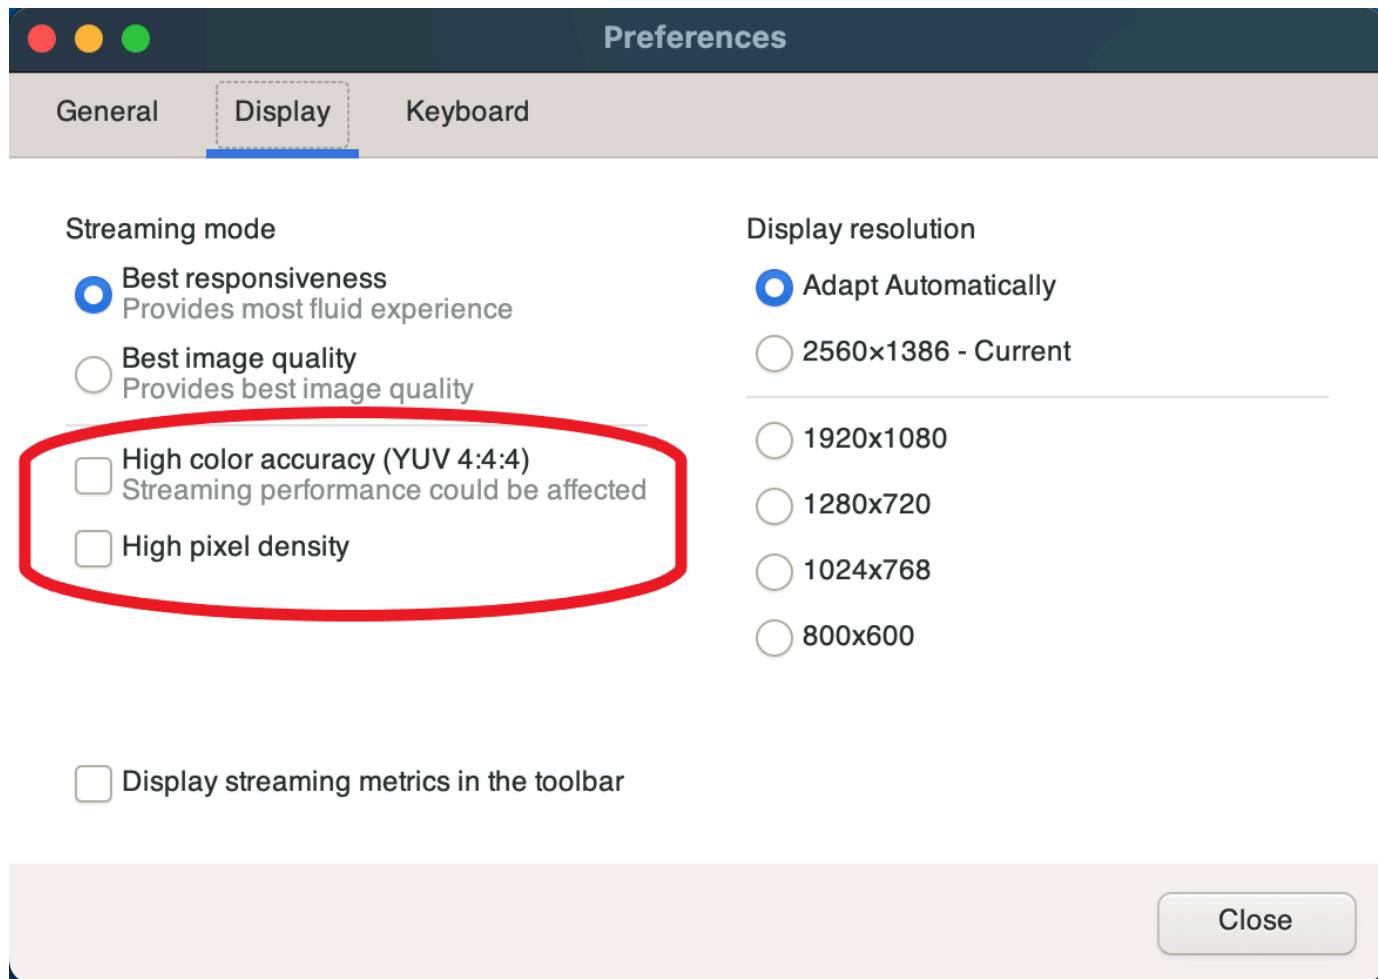 Preferences
General
Display
Keyboard
Streaming mode
Best responsiveness
Provides most fluid experience
Best image quality
Provides best image quality
High color accuracy (YUV 4:4:4)
Streaming performance could be affected
High pixel density
Display streaming metrics in the toolbar
Display resolution
Adapt Automatically
2560×1386 - Current
1920x1080
1280x720
1024x768
800x600
Close